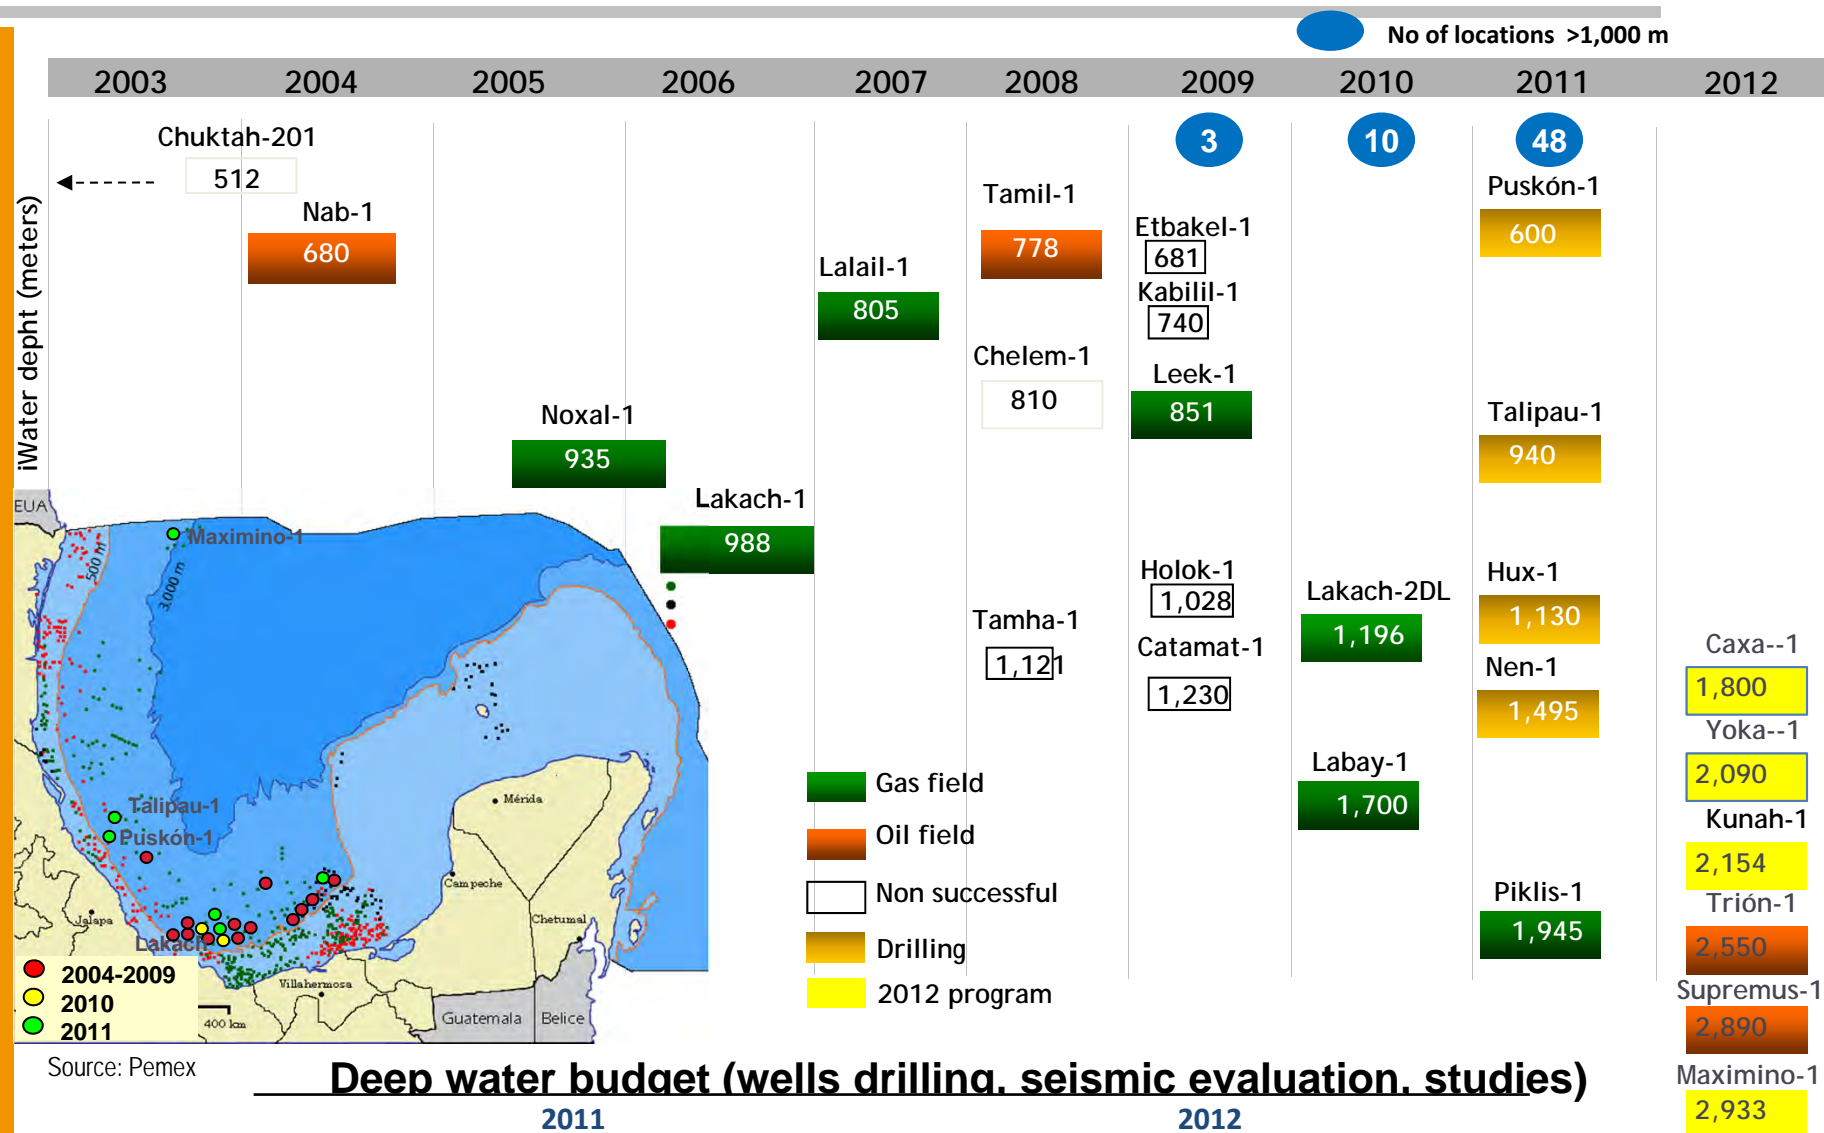 No of locations >1,000 m
2003 2004 2005 2006 2007 2008 2009 2010 2011 2012
3 10 48
iWater depht (meters)
Chuktah-201
512
Nab-1
680
Noxal-1
935
Lakach-1
988
Lalail-1
805
Tamil-1
778
Chelem-1
810
Tamha-1
1,121
Etbakel-1
681
Kabilil-1
740
Leek-1
851
Holok-1
1,028
Catamat-1
1,230
Lakach-2DL
1,196
Labay-1
1,700
Puskón-1
600
Talipau-1
940
Hux-1
1,130
Nen-1
1,495
Piklis-1
1,945
Caxa--1
1,800
Yoka--1
2,090
Kunah-1
2,154
Trión-1
2,550
Supremus-1
2,890
Maximino-1
2,933
EUA
Maximino-1
500 m
3,000 m
Talipau-1
Puskón-1
Lakach
Jalapa
Villahermosa
Campeche
Mérida
Chetumal
Guatemala
Belice
400 km
2004-2009
2010
2011
Gas field
Oil field
Non successful
Drilling
2012 program
Source: Pemex
Deep water budget (wells drilling, seismic evaluation, studies)
2011 2012